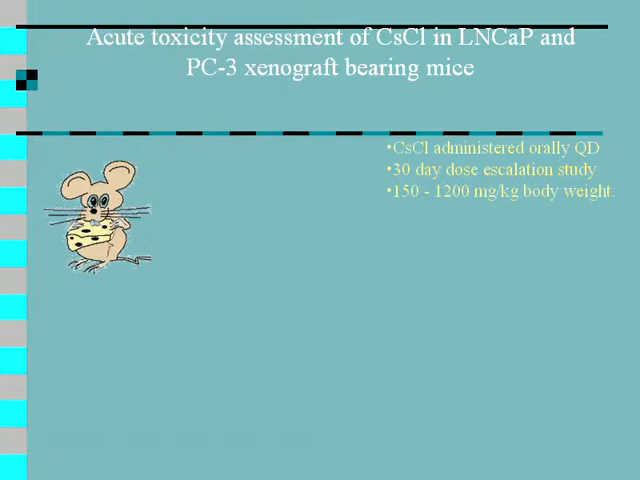 Acute toxicity assessment of CsCl in LNCaP and
PC-3 xenograft bearing mice
•CsCl administered orally QD
•30 day dose escalation study
•150 - 1200 mg/kg body weight.